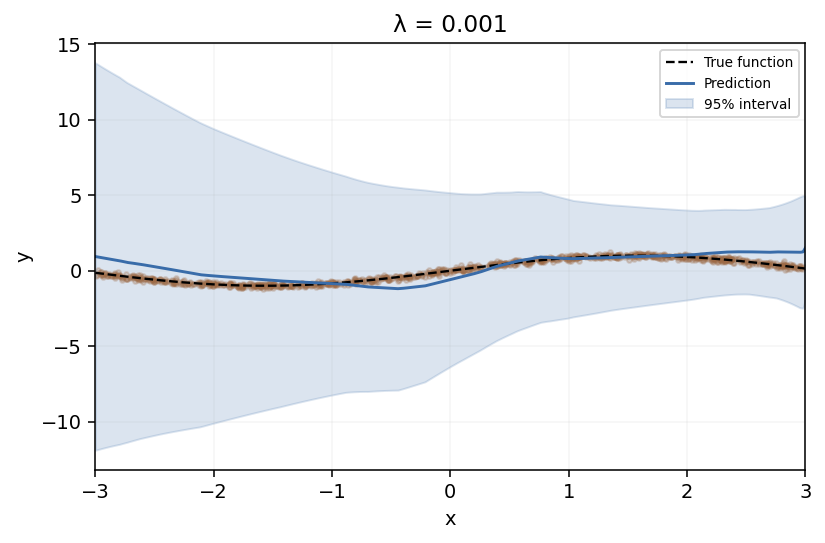 λ = 0.001
15
10
5
0
−5
−10
y
−3
−2
−1
0
1
2
3
x
True function
Prediction
95% interval